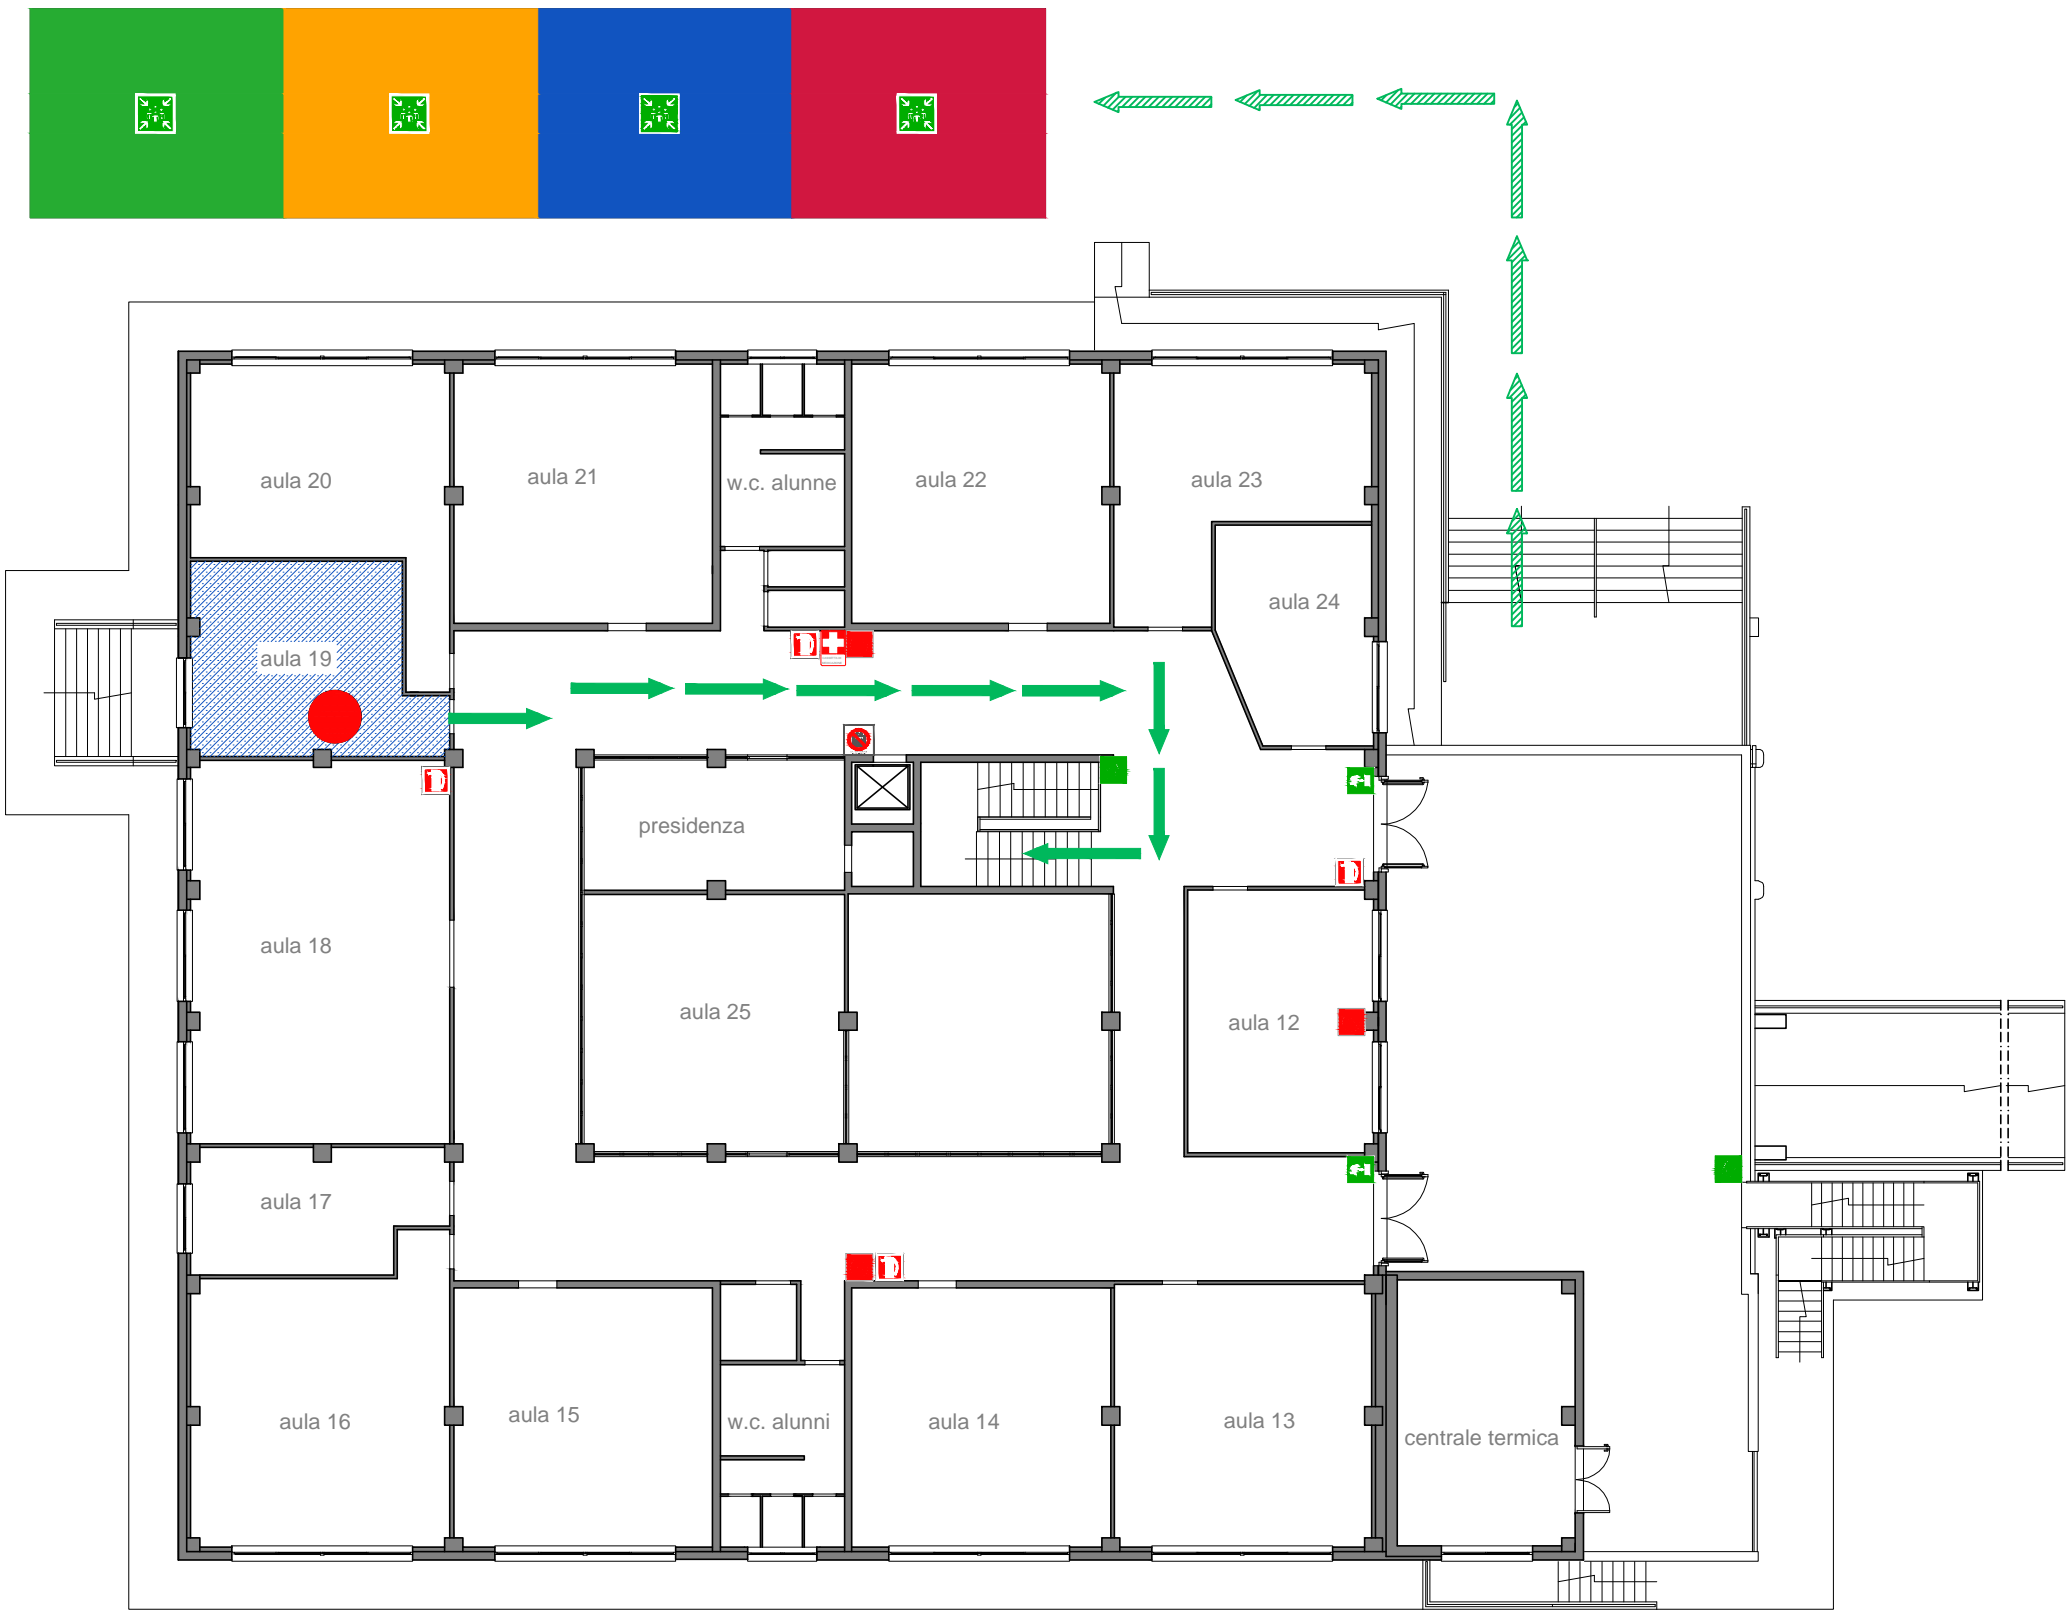 aula 20
aula 21
w.c. alunne
aula 22
aula 23
aula 24
aula 19
presidenza
aula 18
aula 25
aula 12
aula 17
aula 16
aula 15
w.c. alunni
aula 14
aula 13
centrale termica